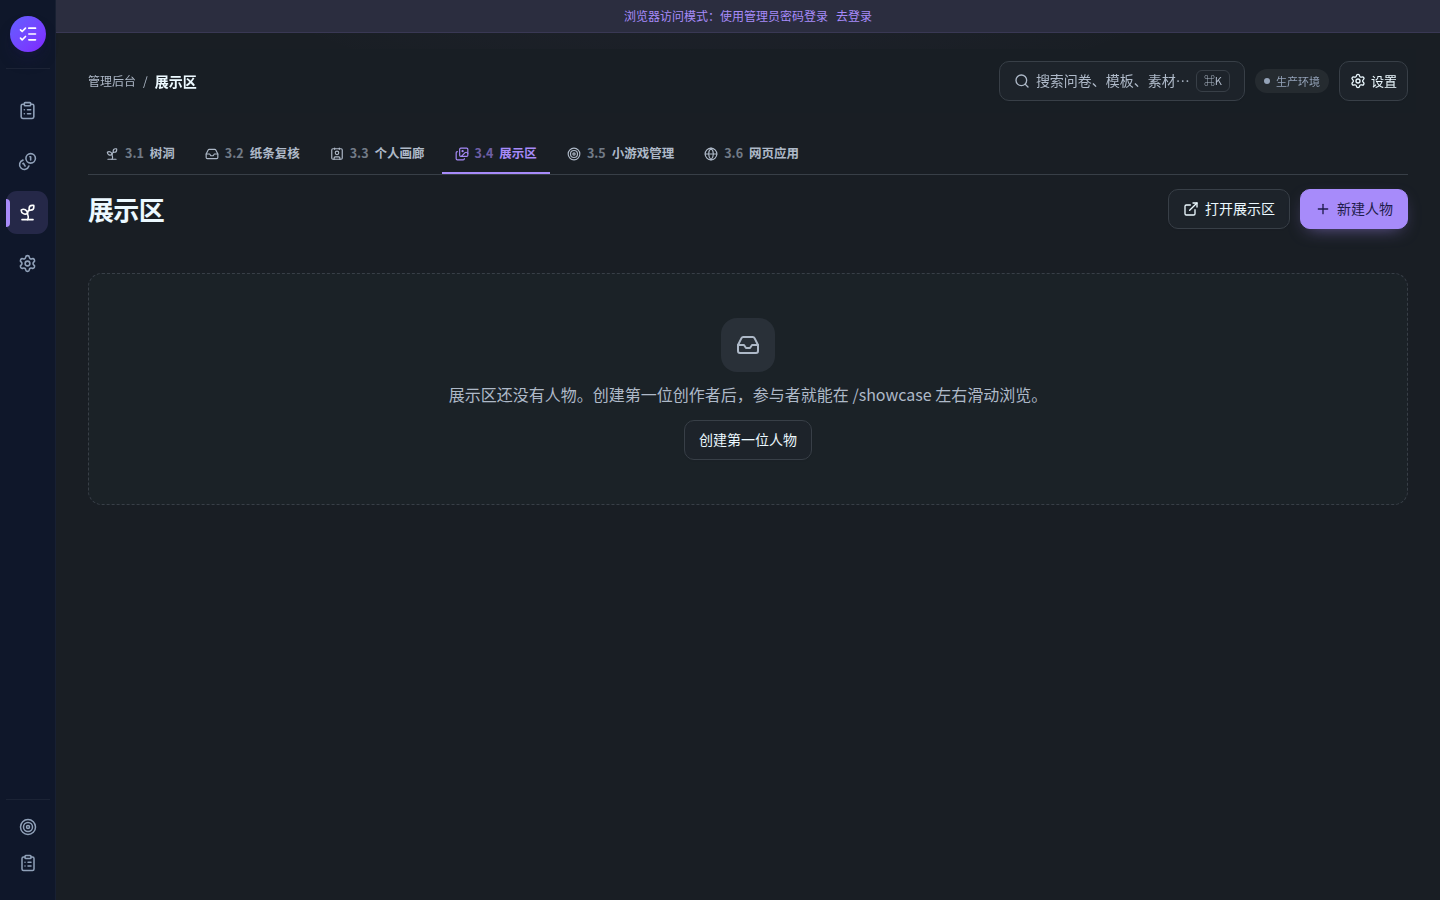 浏览器访问模式：使用管理员密码登录 去登录
管理后台 / 展示区
搜索问卷、模板、素材… ⌘K
生产环境
设置
3.1 树洞
3.2 纸条复核
3.3 个人画廊
3.4 展示区
3.5 小游戏管理
3.6 网页应用
展示区
打开展示区
新建人物
展示区还没有人物。创建第一位创作者后，参与者就能在 /showcase 左右滑动浏览。
创建第一位人物